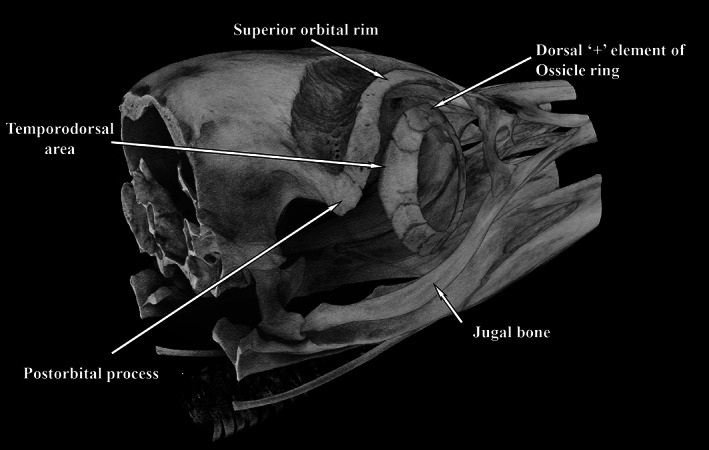 Superior orbital rim
Dorsal ‘+’ element of
Ossicle ring
Temporodorsal
area
Jugal bone
Postorbital process